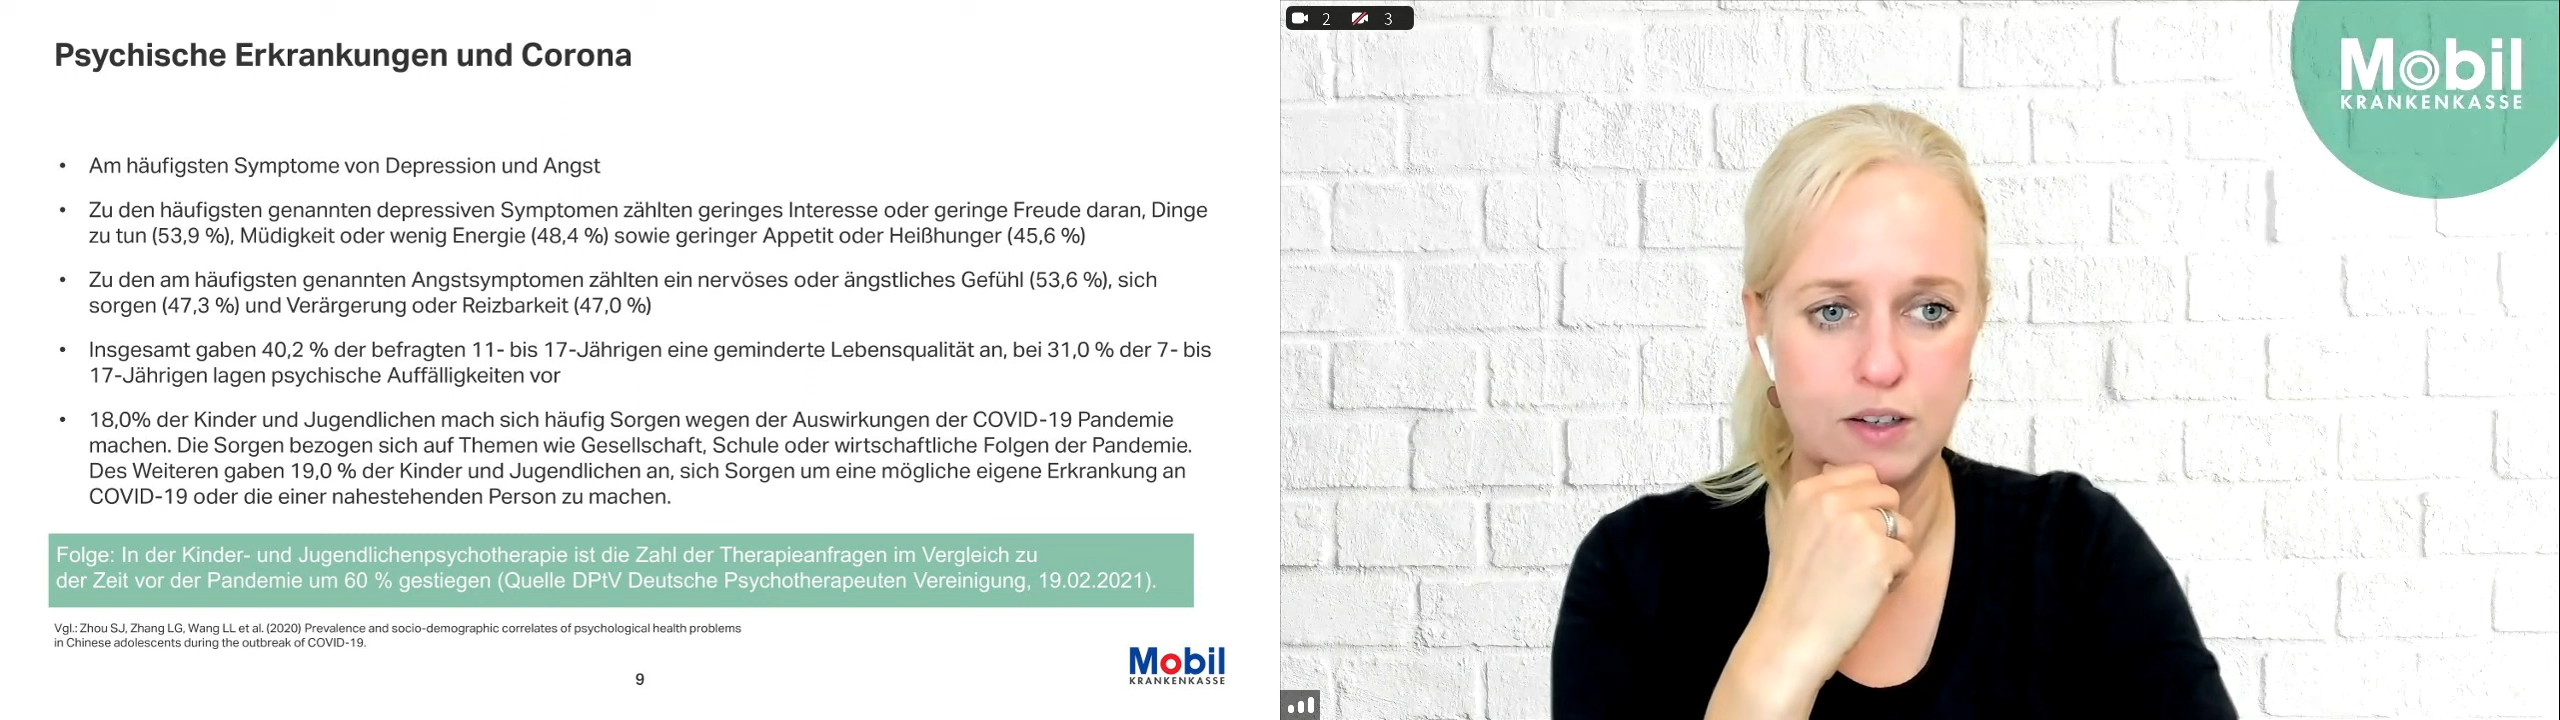 Psychische Erkrankungen und Corona
• Am häufigsten Symptome von Depression und Angst
• Zu den häufigsten genannten depressiven Symptomen zählten geringes Interesse oder geringe Freude daran, Dinge
zu tun (53,9 %), Müdigkeit oder wenig Energie (48,4 %) sowie geringer Appetit oder Heißhunger (45,6 %)
• Zu den am häufigsten genannten Angstsymptomen zählten ein nervöses oder ängstliches Gefühl (53,6 %), sich
sorgen (47,3 %) und Verärgerung oder Reizbarkeit (47,0 %)
• Insgesamt gaben 40,2 % der befragten 11- bis 17-Jährigen eine geminderte Lebensqualität an, bei 31,0 % der 7- bis
17-Jährigen lagen psychische Auffälligkeiten vor
• 18,0% der Kinder und Jugendlichen mach sich häufig Sorgen wegen der Auswirkungen der COVID-19 Pandemie
machen. Die Sorgen bezogen sich auf Themen wie Gesellschaft, Schule oder wirtschaftliche Folgen der Pandemie.
Des Weiteren gaben 19,0 % der Kinder und Jugendlichen an, sich Sorgen um eine mögliche eigene Erkrankung an
COVID-19 oder die einer nahestehenden Person zu machen.
Folge: In der Kinder- und Jugendlichenpsychotherapie ist die Zahl der Therapieanfragen im Vergleich zu
der Zeit vor der Pandemie um 60 % gestiegen (Quelle DPtV Deutsche Psychotherapeuten Vereinigung, 19.02.2021).
Vgl.: Zhou SJ, Zhang LG, Wang LL et al. (2020) Prevalence and socio-demographic correlates of psychological health problems
in Chinese adolescents during the outbreak of COVID-19.
9
Mobil
KRANKENKASSE
2 3
Mobil
KRANKENKASSE